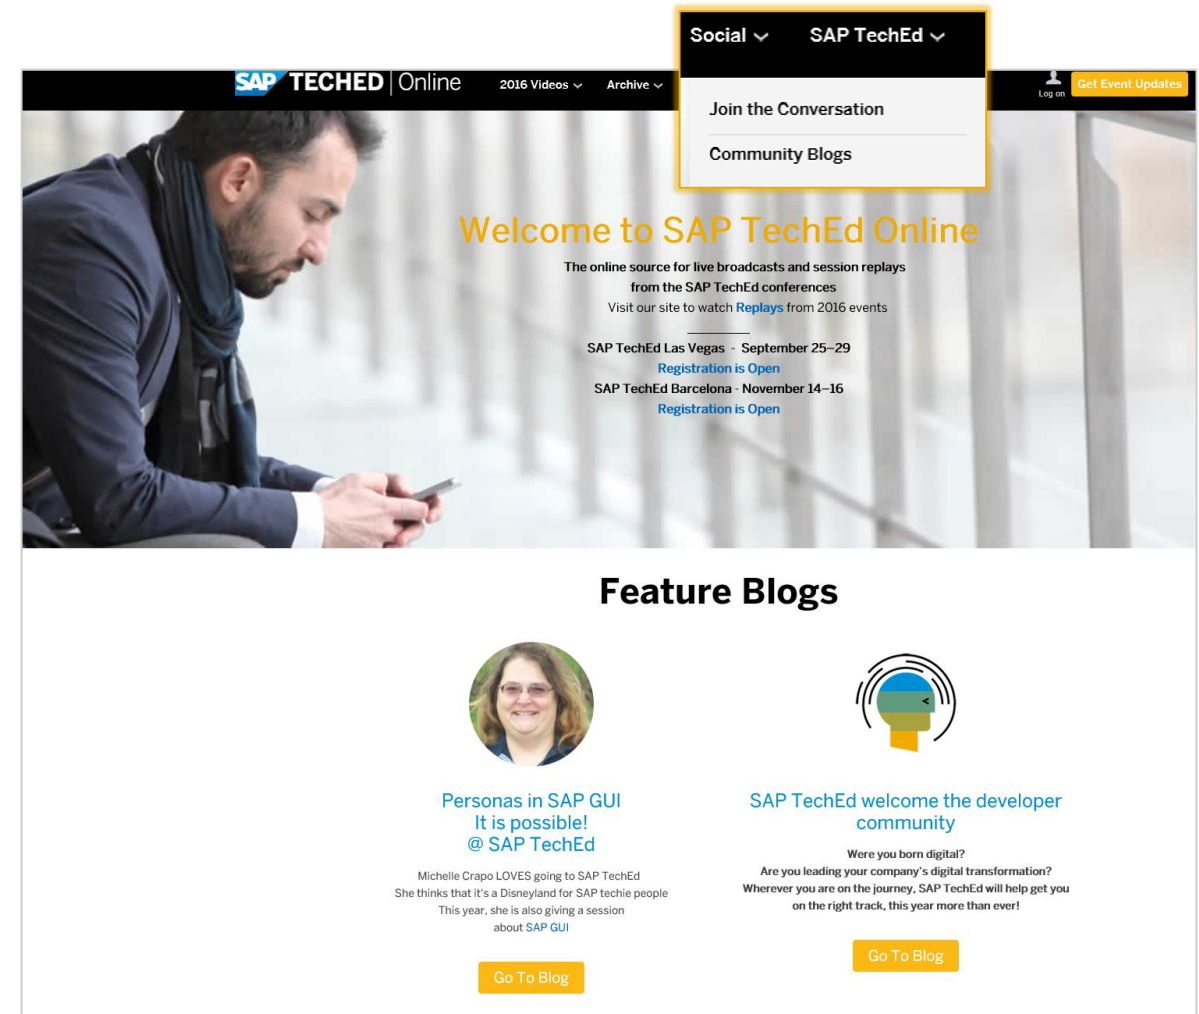 Social
SAP TechEd
SAP TECHED | Online
2016 Videos
Archive
Join the Conversation
Community Blogs
Log on
Get Event Updates
Welcome to SAP TechEd Online
The online source for live broadcasts and session replays
from the SAP TechEd conferences
Visit our site to watch Replays from 2016 events
SAP TechEd Las Vegas - September 25–29
Registration is Open
SAP TechEd Barcelona - November 14–16
Registration is Open
Feature Blogs
Personas in SAP GUI
It is possible!
@ SAP TechEd
Michelle Crapo LOVES going to SAP TechEd
She thinks that it's a Disneyland for SAP techie people
This year, she is also giving a session
about SAP GUI
Go To Blog
SAP TechEd welcome the developer
community
Were you born digital?
Are you leading your company's digital transformation?
Wherever you are on the journey, SAP TechEd will help get you
on the right track, this year more than ever!
Go To Blog